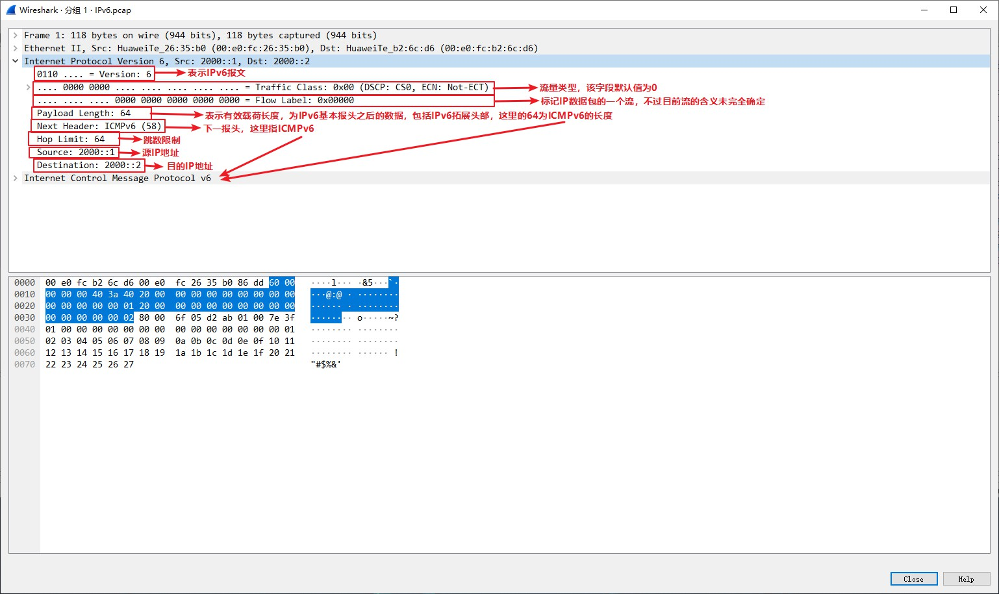 Wireshark · 分组 1 · IPv6.pcap
Frame 1: 118 bytes on wire (944 bits), 118 bytes captured (944 bits)
Ethernet II, Src: HuaweiTe_26:35:b0 (00:e0:fc:26:35:b0), Dst: HuaweiTe_b2:6c:d6 (00:e0:fc:b2:6c:d6)
Internet Protocol Version 6, Src: 2000::1, Dst: 2000::2
0110 .... = Version: 6 表示IPv6报文
.... 0000 0000 .... .... .... .... .... = Traffic Class: 0x00 (DSCP: CS0, ECN: Not-ECT) 流量类型，该字段默认值为0
.... .... .... 0000 0000 0000 0000 0000 = Flow Label: 0x00000 标记IP数据包的一个流，不过目前流的含义未完全确定
Payload Length: 64 表示有效载荷长度，为IPv6基本报头之后的数据，包括IPv6拓展头部，这里的64为ICMPv6的长度
Next Header: ICMPv6 (58) 下一报头，这里指ICMPv6
Hop Limit: 64 跳数限制
Source: 2000::1 源IP地址
Destination: 2000::2 目的IP地址
Internet Control Message Protocol v6
0000 00 e0 fc b2 6c d6 00 e0 fc 26 35 b0 86 dd 60 00 ····l··· ·&5···`·
0010 00 00 00 40 3a 40 20 00 00 00 00 00 00 00 00 00 ···@:@ · ········
0020 00 00 00 00 00 01 20 00 00 00 00 00 00 00 00 00 ······ · ········
0030 00 00 00 00 00 02 80 00 6f 05 d2 ab 01 00 7e 3f ········ o·····~?
0040 01 00 00 00 00 00 00 00 00 00 00 00 00 00 00 01 ········ ········
0050 02 03 04 05 06 07 08 09 0a 0b 0c 0d 0e 0f 10 11 ········ ········
0060 12 13 14 15 16 17 18 19 1a 1b 1c 1d 1e 1f 20 21 ········ ······ !
0070 22 23 24 25 26 27 "#$%&'
Close Help